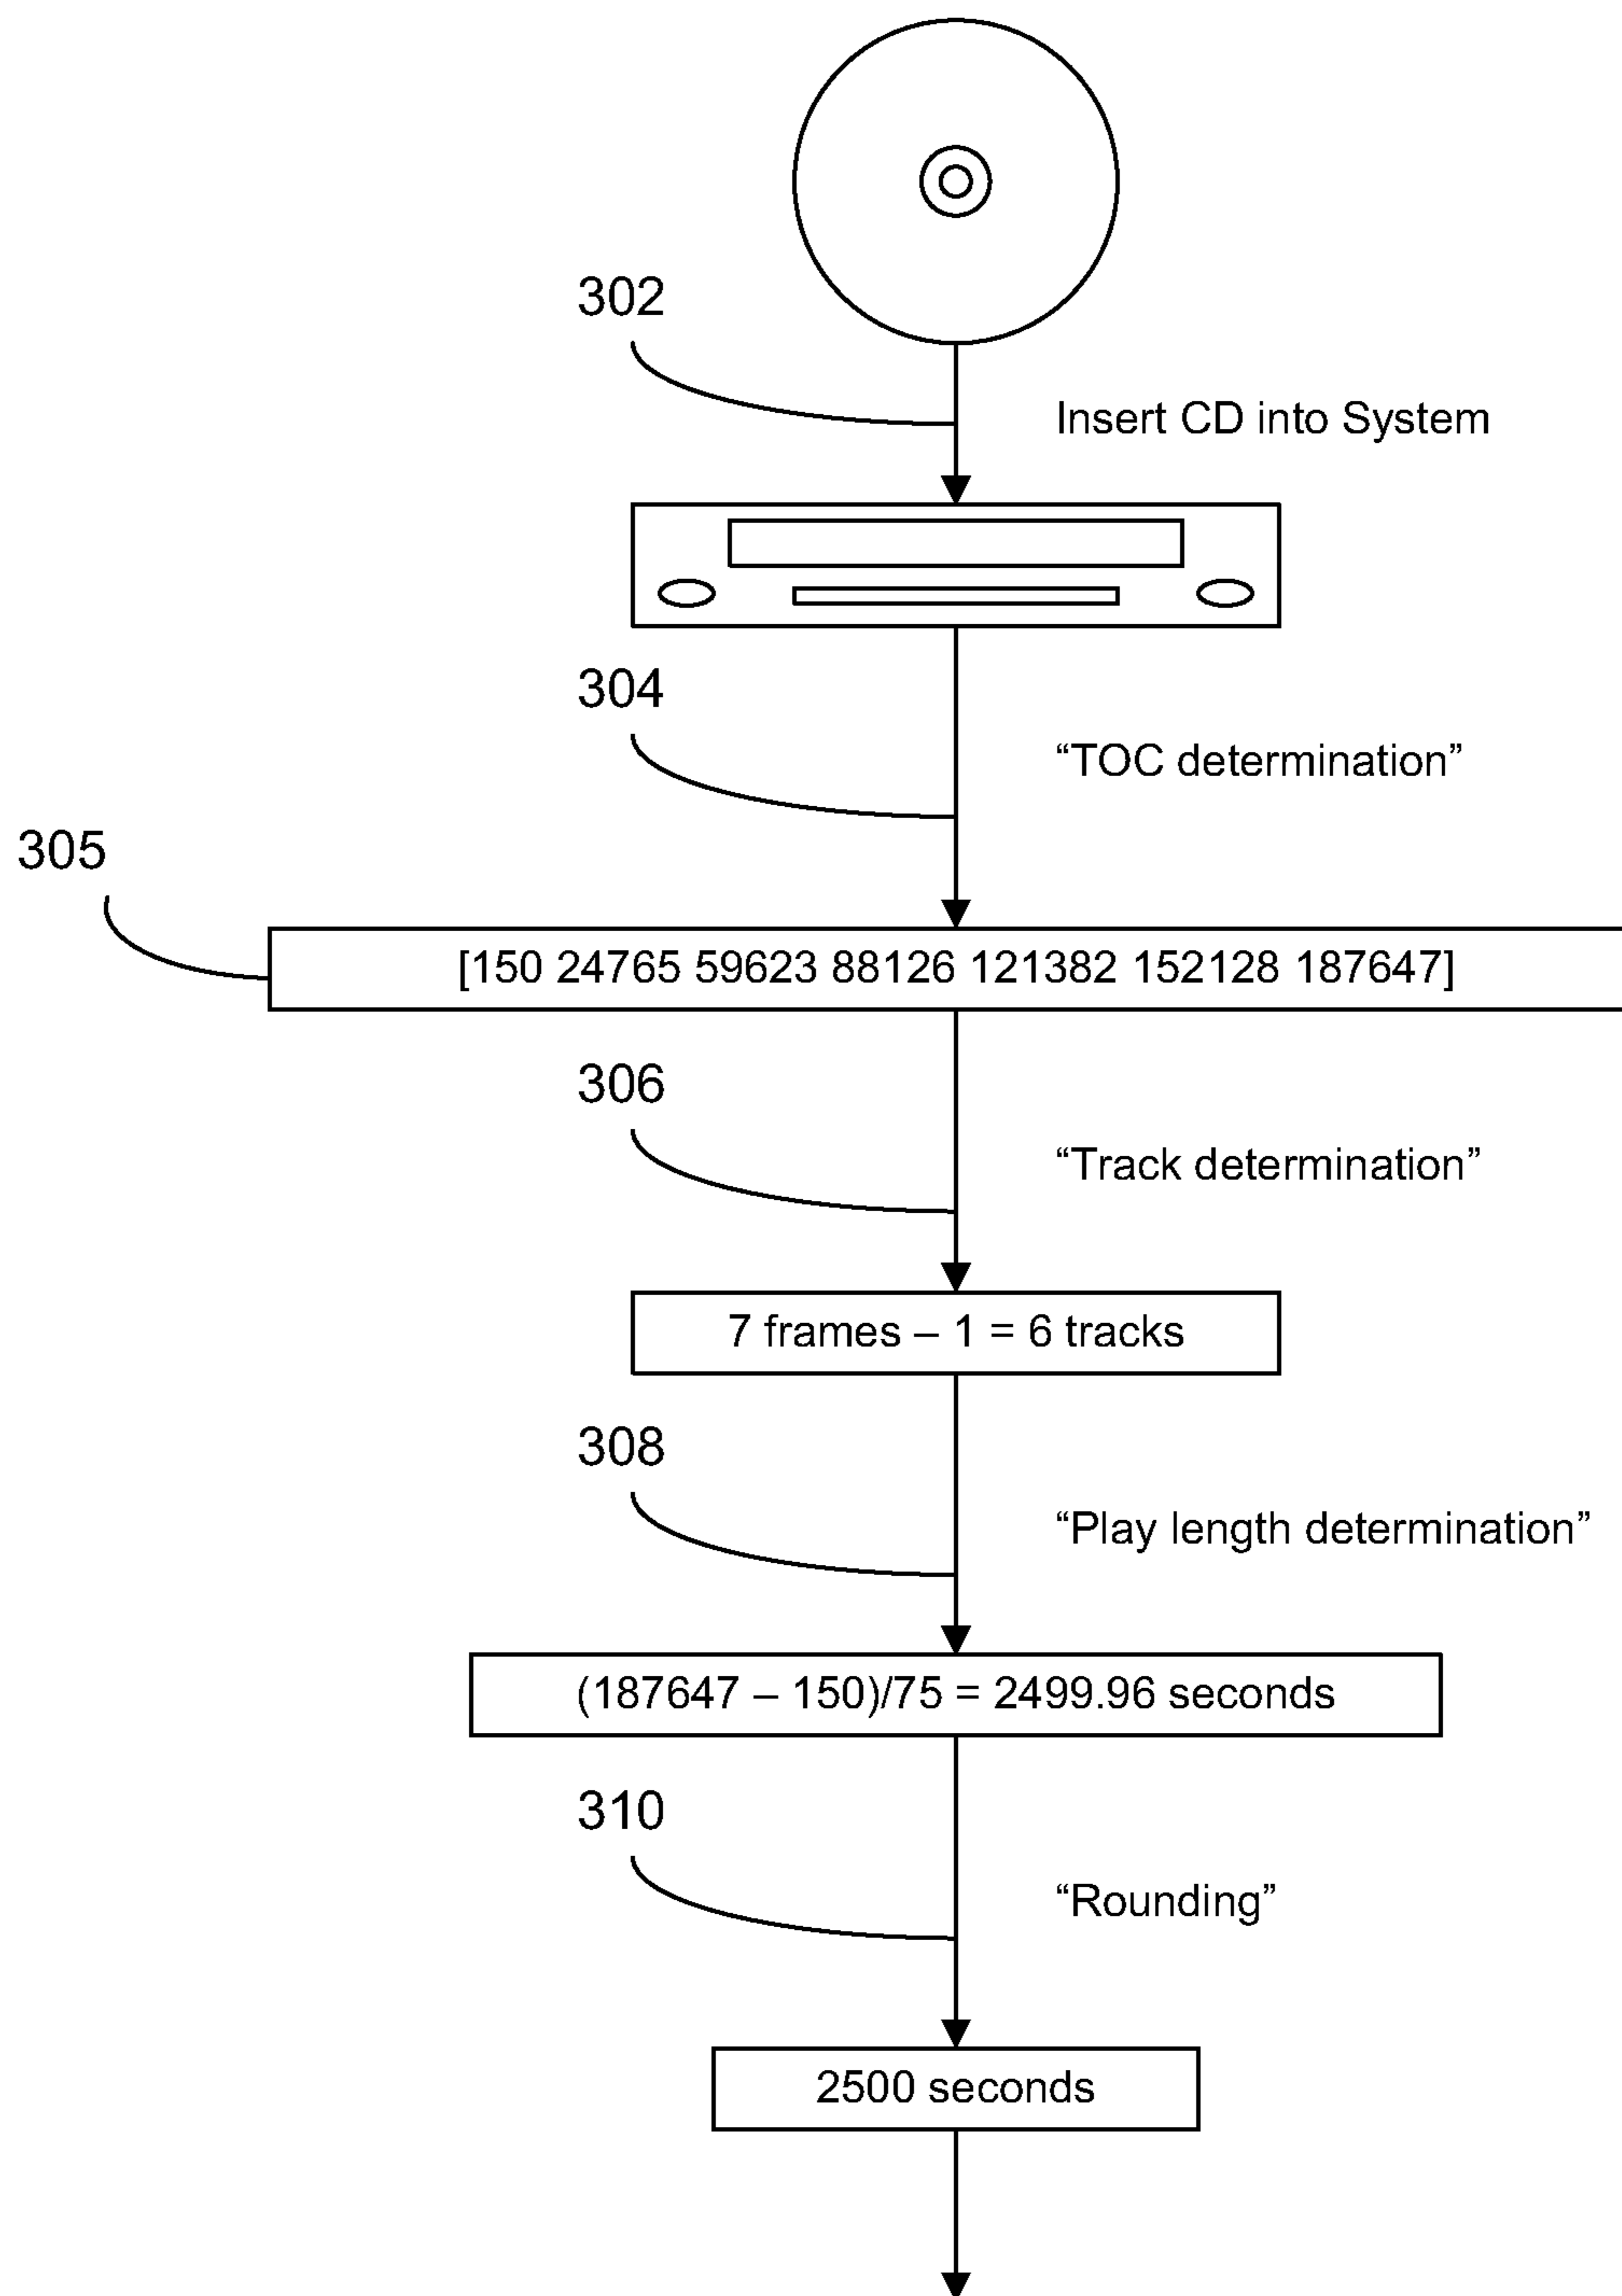 302
Insert CD into System
304
“TOC determination”
305
[150 24765 59623 88126 121382 152128 187647]
306
“Track determination”
7 frames – 1 = 6 tracks
308
“Play length determination”
(187647 – 150)/75 = 2499.96 seconds
310
“Rounding”
2500 seconds